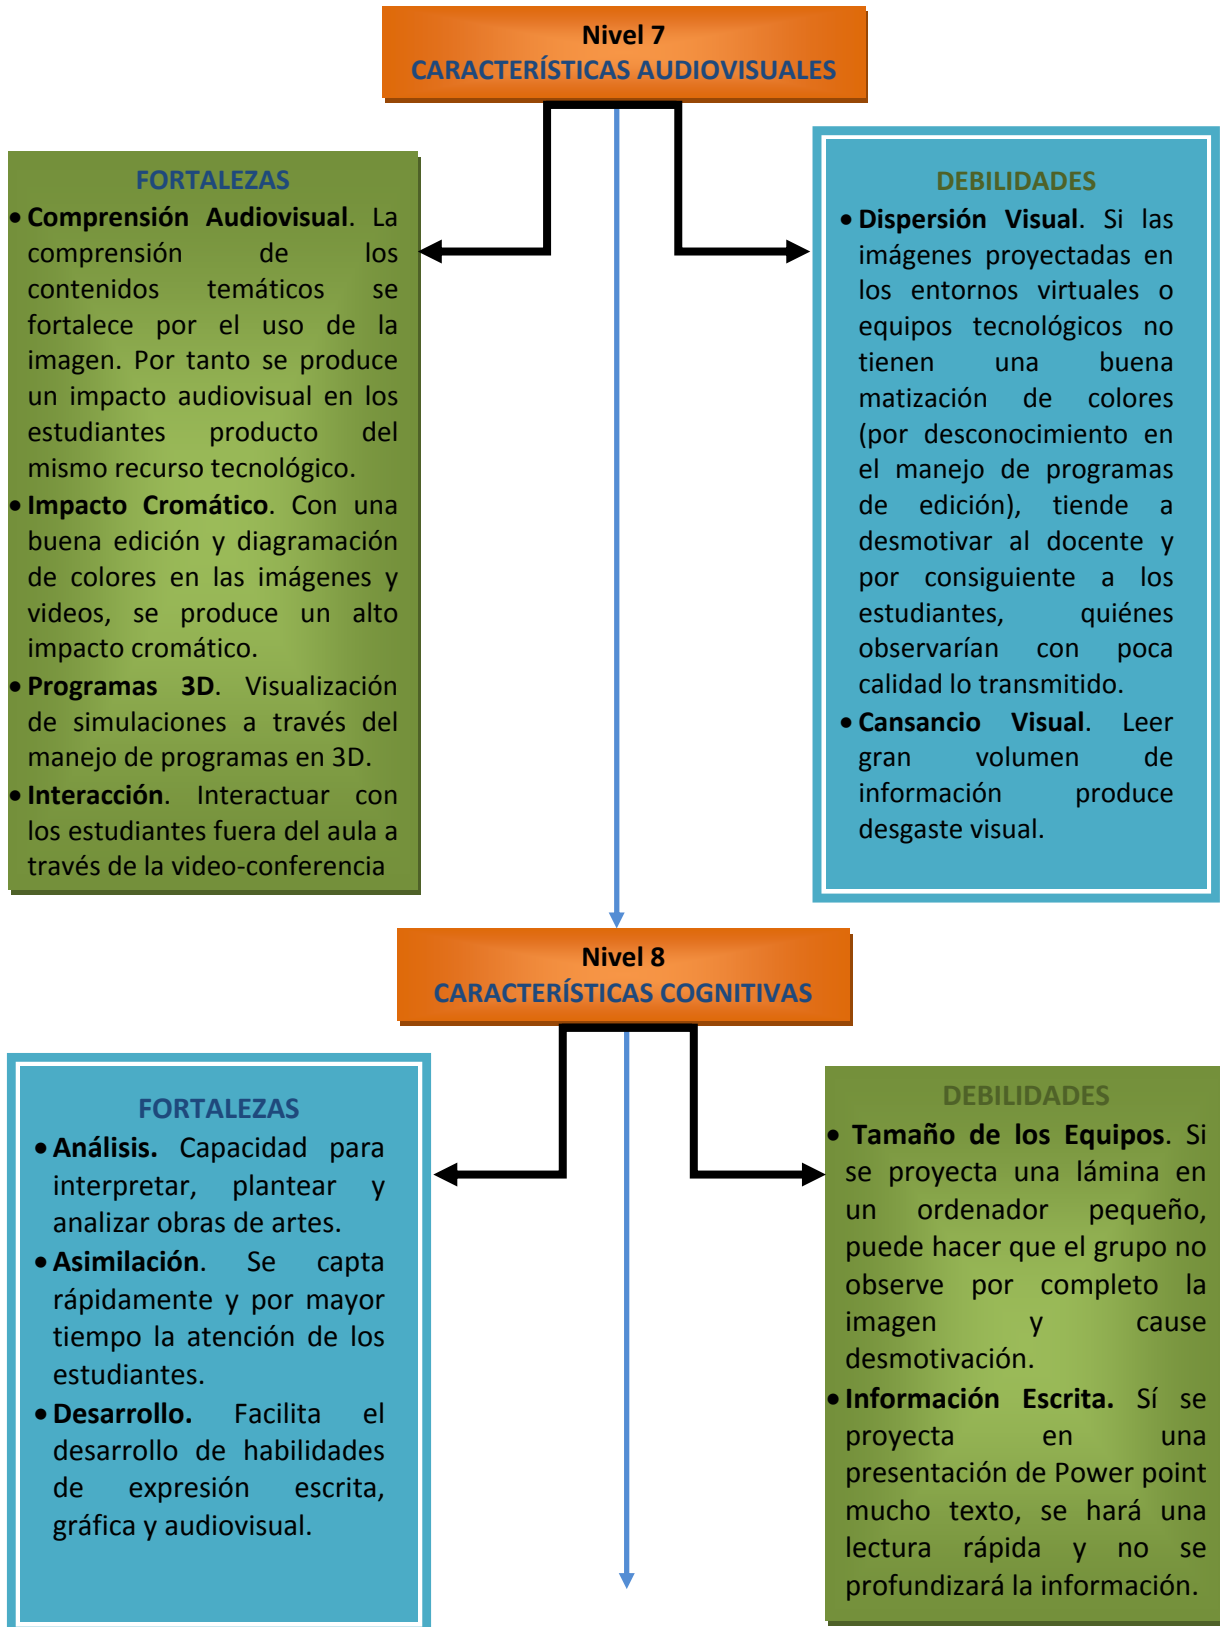 Nivel 7
CARACTERÍSTICAS AUDIOVISUALES
FORTALEZAS
• Comprensión Audiovisual. La
comprensión de los
contenidos temáticos se
fortalece por el uso de la
imagen. Por tanto se produce
un impacto audiovisual en los
estudiantes producto del
mismo recurso tecnológico.
• Impacto Cromático. Con una
buena edición y diagramación
de colores en las imágenes y
videos, se produce un alto
impacto cromático.
• Programas 3D. Visualización
de simulaciones a través del
manejo de programas en 3D.
• Interacción. Interactuar con
los estudiantes fuera del aula a
través de la video-conferencia
DEBILIDADES
• Dispersión Visual. Si las
imágenes proyectadas en
los entornos virtuales o
equipos tecnológicos no
tienen una buena
matización de colores
(por desconocimiento en
el manejo de programas
de edición), tiende a
desmotivar al docente y
por consiguiente a los
estudiantes, quiénes
observarían con poca
calidad lo transmitido.
• Cansancio Visual. Leer
gran volumen de
información produce
desgaste visual.
Nivel 8
CARACTERÍSTICAS COGNITIVAS
FORTALEZAS
• Análisis. Capacidad para
interpretar, plantear y
analizar obras de artes.
• Asimilación. Se capta
rápidamente y por mayor
tiempo la atención de los
estudiantes.
• Desarrollo. Facilita el
desarrollo de habilidades
de expresión escrita,
gráfica y audiovisual.
DEBILIDADES
• Tamaño de los Equipos. Si
se proyecta una lámina en
un ordenador pequeño,
puede hacer que el grupo no
observe por completo la
imagen y cause
desmotivación.
• Información Escrita. Sí se
proyecta en una
presentación de Power point
mucho texto, se hará una
lectura rápida y no se
profundizará la información.